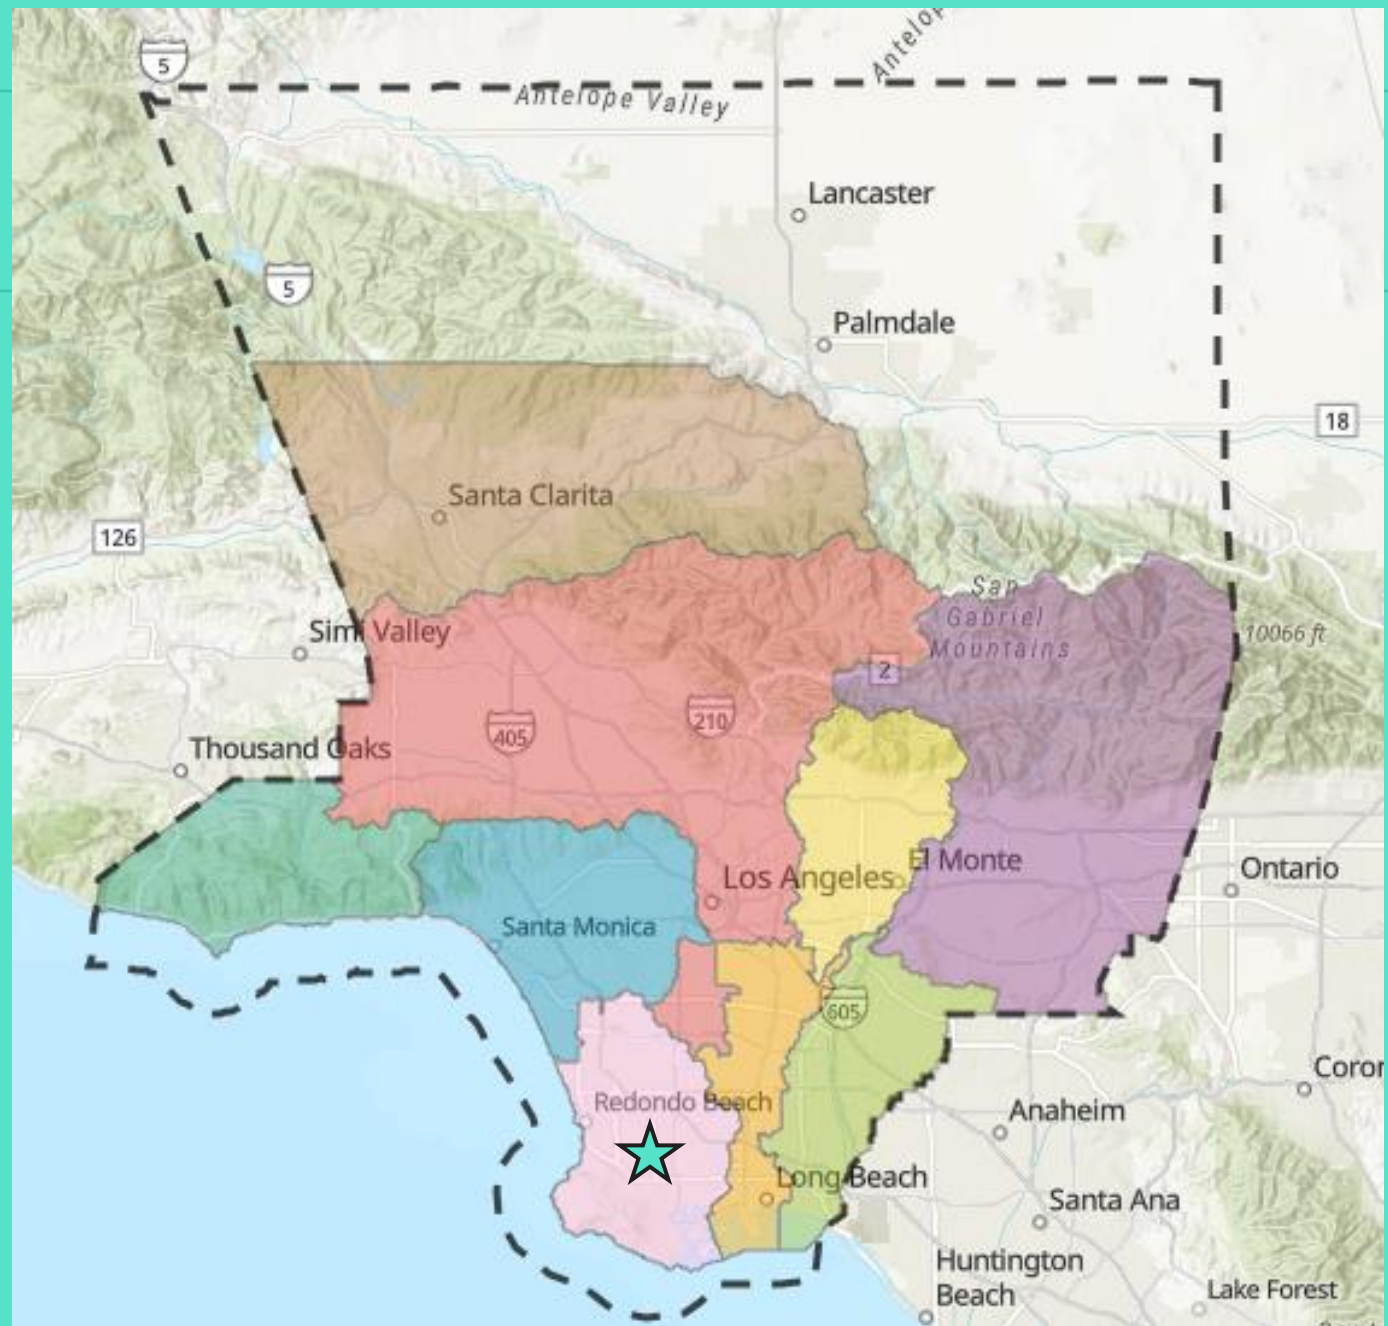 5
Antelop
Antelope Valley
Lancaster
5
Palmdale
18
Santa Clarita
126
San
Gabriel
Mountains
Simi Valley
10066 ft
2
210
405
Thousand Oaks
El Monte
Ontario
Los Angeles
Santa Monica
605
Coror
Redondo Beach
Anaheim
Long Beach
Santa Ana
Huntington
Beach
Lake Forest